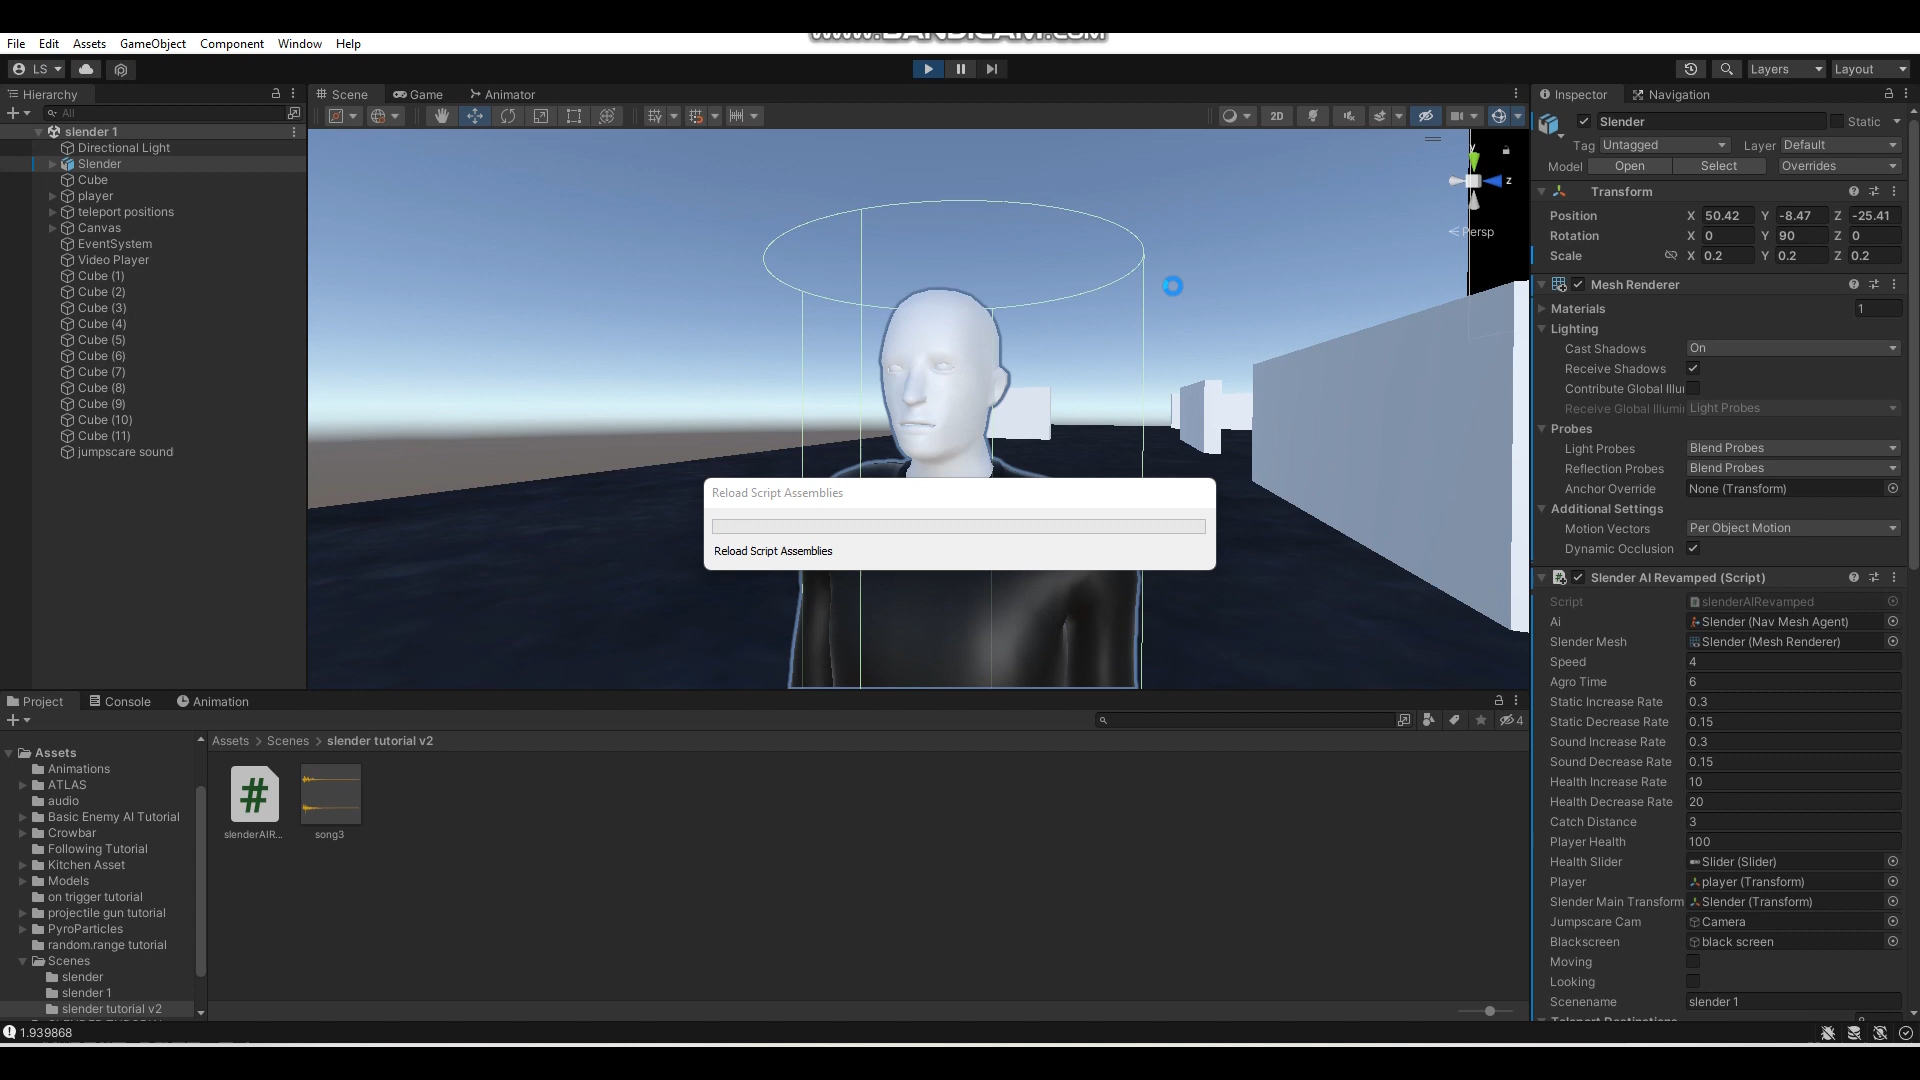 www.BANDICAM.com
File Edit Assets GameObject Component Window Help
LS
Layers Layout
Hierarchy
All
slender 1
Directional Light
Slender
Cube
player
teleport positions
Canvas
EventSystem
Video Player
Cube (1)
Cube (2)
Cube (3)
Cube (4)
Cube (5)
Cube (6)
Cube (7)
Cube (8)
Cube (9)
Cube (10)
Cube (11)
jumpscare sound
Scene Game Animator
2D
y
z
Persp
Reload Script Assemblies
Reload Script Assemblies
Inspector Navigation
Slender Static
Tag Untagged Layer Default
Model Open Select Overrides
Transform
Position X 50.42 Y -8.47 Z -25.41
Rotation X 0 Y 90 Z 0
Scale X 0.2 Y 0.2 Z 0.2
Mesh Renderer
Materials 1
Lighting
Cast Shadows On
Receive Shadows
Contribute Global Illu
Receive Global Illumi Light Probes
Probes
Light Probes Blend Probes
Reflection Probes Blend Probes
Anchor Override None (Transform)
Additional Settings
Motion Vectors Per Object Motion
Dynamic Occlusion
Slender AI Revamped (Script)
Script slenderAIRevamped
Ai Slender (Nav Mesh Agent)
Slender Mesh Slender (Mesh Renderer)
Speed 4
Agro Time 6
Static Increase Rate 0.3
Static Decrease Rate 0.15
Sound Increase Rate 0.3
Sound Decrease Rate 0.15
Health Increase Rate 10
Health Decrease Rate 20
Catch Distance 3
Player Health 100
Health Slider Slider (Slider)
Player player (Transform)
Slender Main Transform Slender (Transform)
Jumpscare Cam Camera
Blackscreen black screen
Moving
Looking
Scenename slender 1
Project Console Animation
4
Assets
Animations
ATLAS
audio
Basic Enemy AI Tutorial
Crowbar
Following Tutorial
Kitchen Asset
Models
on trigger tutorial
projectile gun tutorial
PyroParticles
random.range tutorial
Scenes
slender
slender 1
slender tutorial v2
Assets > Scenes > slender tutorial v2
#
slenderAIR...
song3
1.939868